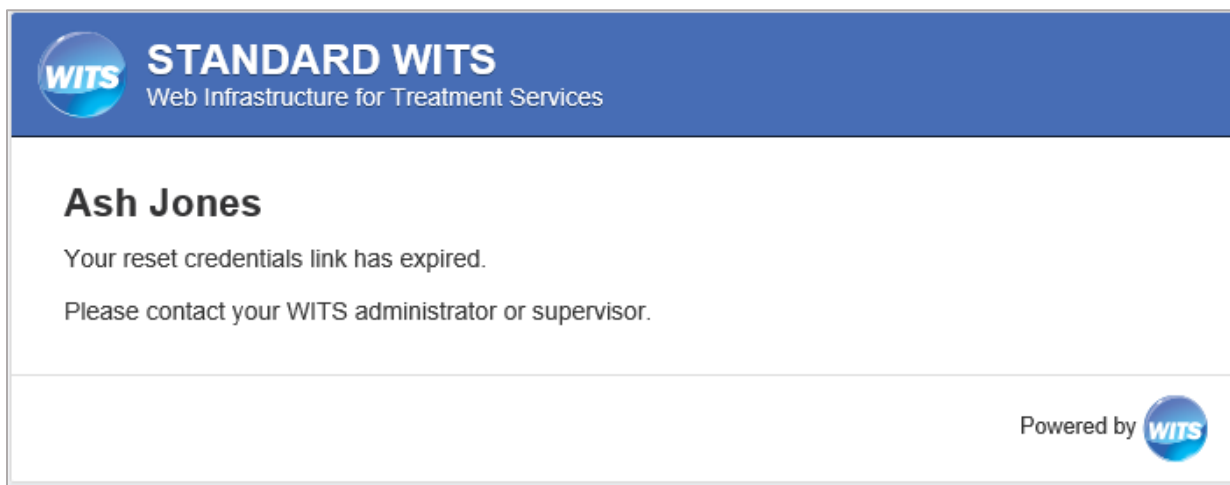 WITS
STANDARD WITS
Web Infrastructure for Treatment Services
Ash Jones
Your reset credentials link has expired.
Please contact your WITS administrator or supervisor.
Powered by WITS